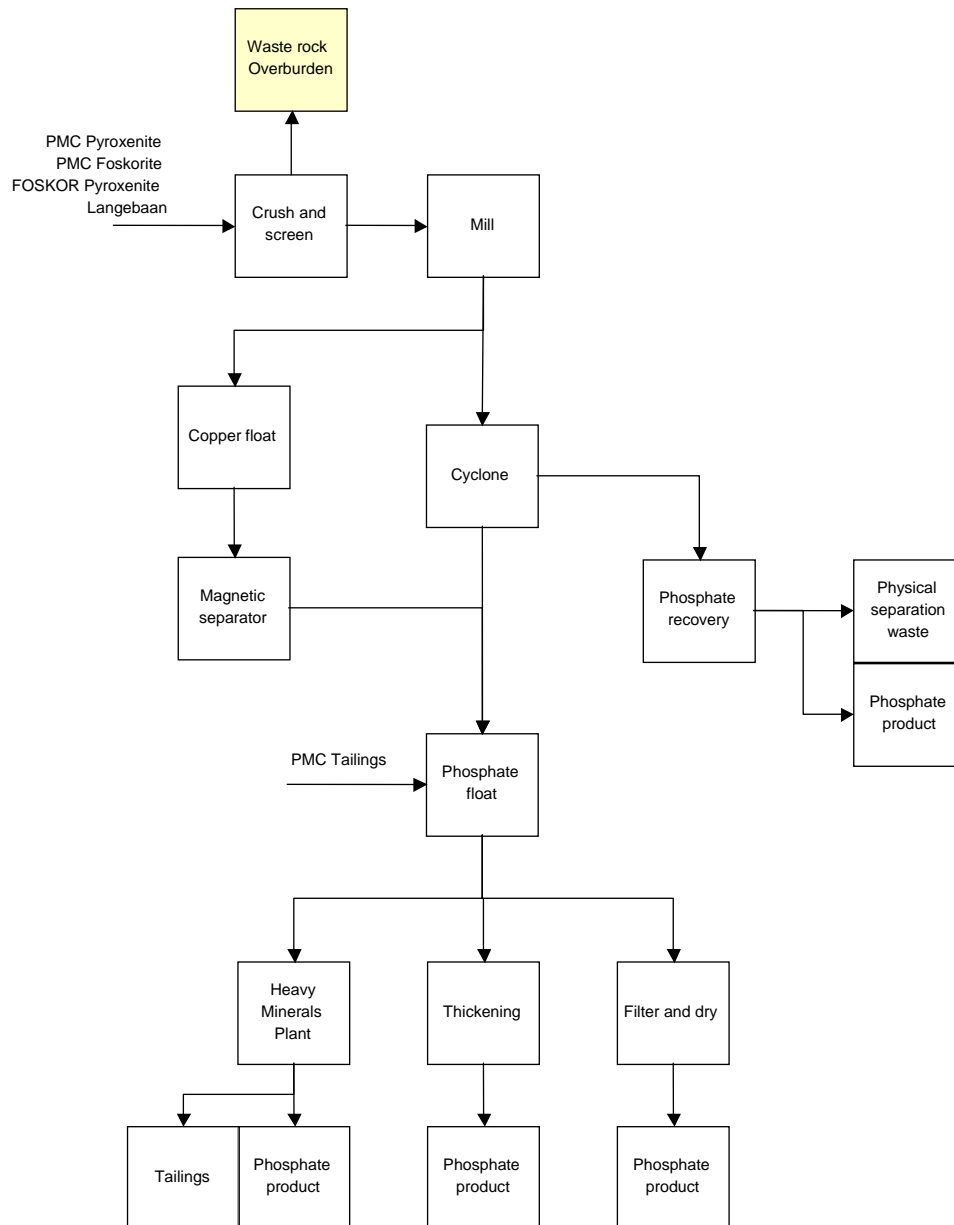 Waste rock
Overburden
PMC Pyroxenite
PMC Foskorite
FOSKOR Pyroxenite
Langebaan
Crush and
screen
Mill
Copper float
Cyclone
Magnetic
separator
Phosphate
recovery
Physical
separation
waste
Phosphate
product
PMC Tailings
Phosphate
float
Heavy
Minerals
Plant
Thickening
Filter and dry
Tailings
Phosphate
product
Phosphate
product
Phosphate
product